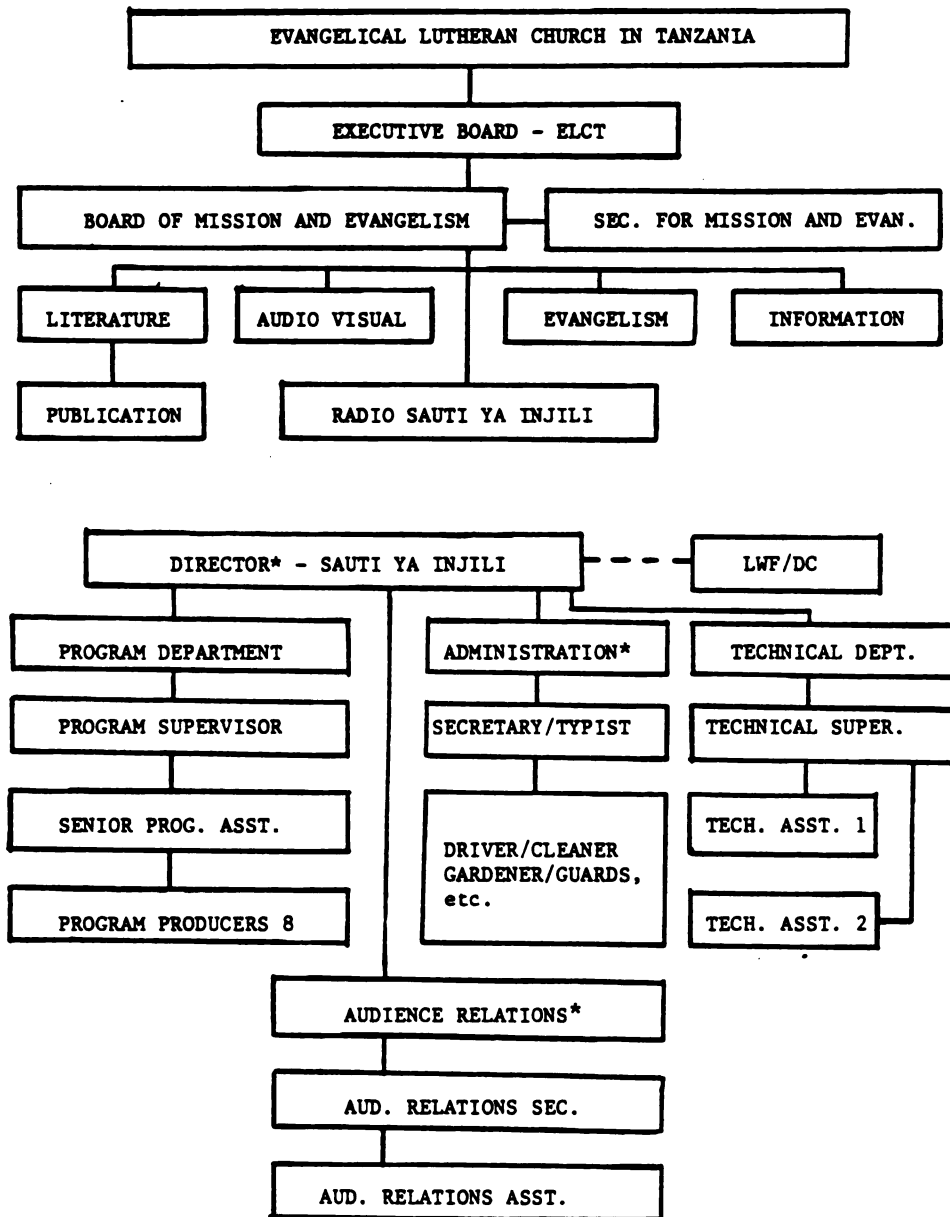 EVANGELICAL LUTHERAN CHURCH IN TANZANIA
EXECUTIVE BOARD - ELCT
BOARD OF MISSION AND EVANGELISM
SEC. FOR MISSION AND EVAN.
LITERATURE
AUDIO VISUAL
EVANGELISM
INFORMATION
PUBLICATION
RADIO SAUTI YA INJILI
DIRECTOR* - SAUTI YA INJILI
LWF/DC
PROGRAM DEPARTMENT
ADMINISTRATION*
TECHNICAL DEPT.
PROGRAM SUPERVISOR
SECRETARY/TYPIST
TECHNICAL SUPER.
SENIOR PROG. ASST.
DRIVER/CLEANER
GARDENER/GUARDS,
etc.
TECH. ASST. 1
PROGRAM PRODUCERS 8
TECH. ASST. 2
AUDIENCE RELATIONS*
AUD. RELATIONS SEC.
AUD. RELATIONS ASST.